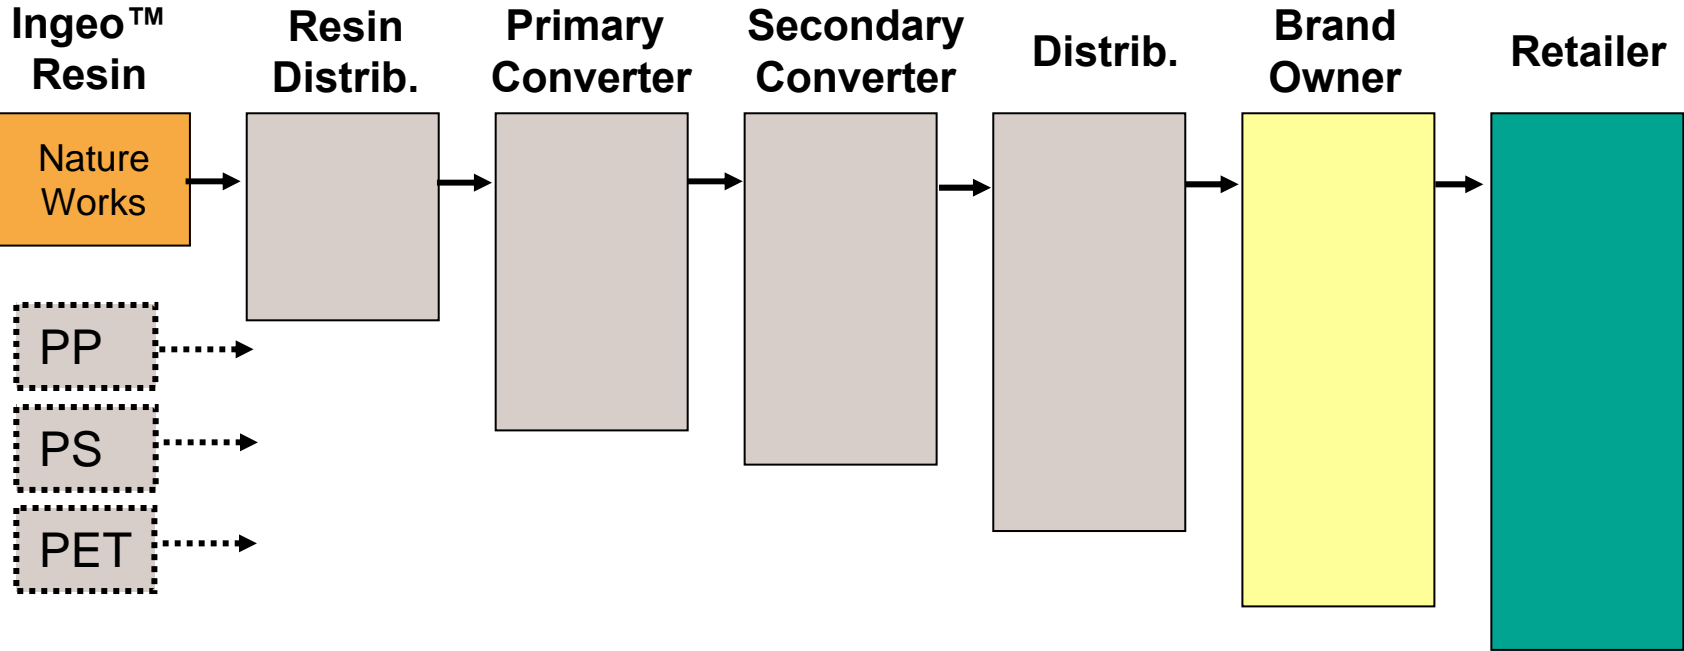 Ingeo™
Resin
Resin
Distrib.
Primary
Converter
Secondary
Converter
Distrib.
Brand
Owner
Retailer
Nature
Works
PP
PS
PET